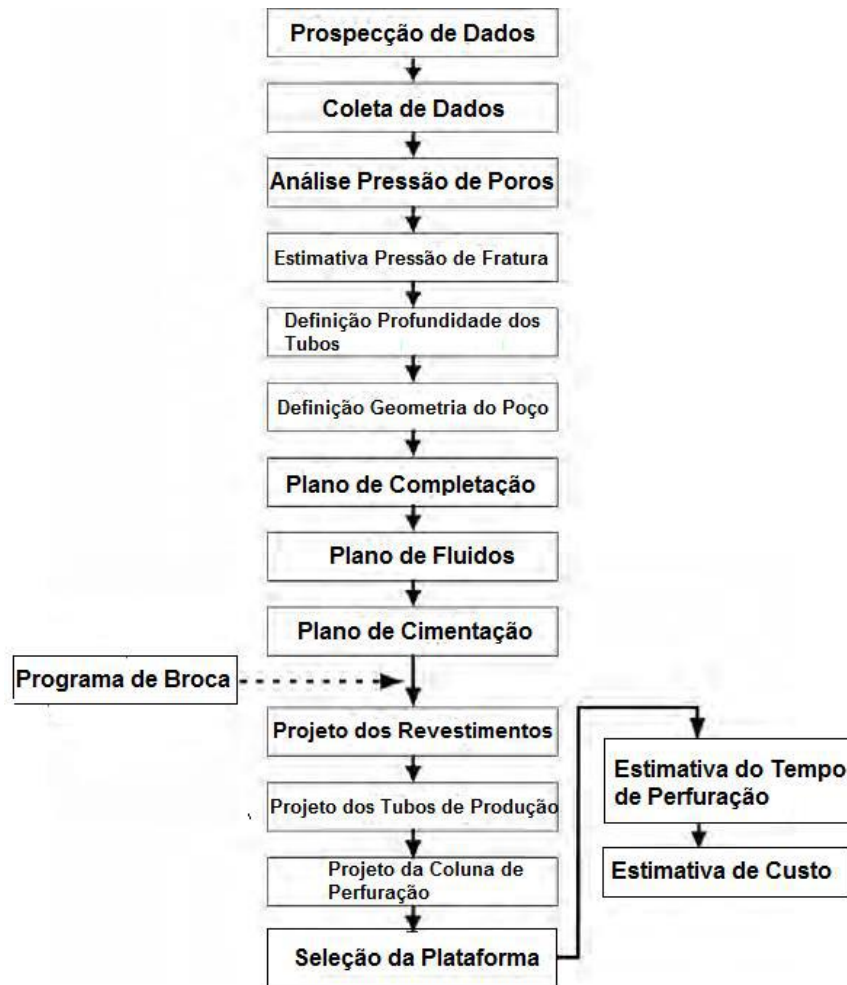 Prospecção de Dados
Coleta de Dados
Análise Pressão de Poros
Estimativa Pressão de Fratura
Definição Profundidade dos
Tubos
Definição Geometria do Poço
Plano de Completação
Plano de Fluidos
Plano de Cimentação
Programa de Broca
Projeto dos Revestimentos
Projeto dos Tubos de Produção
Projeto da Coluna de
Perfuração
Seleção da Plataforma
Estimativa do Tempo
de Perfuração
Estimativa de Custo